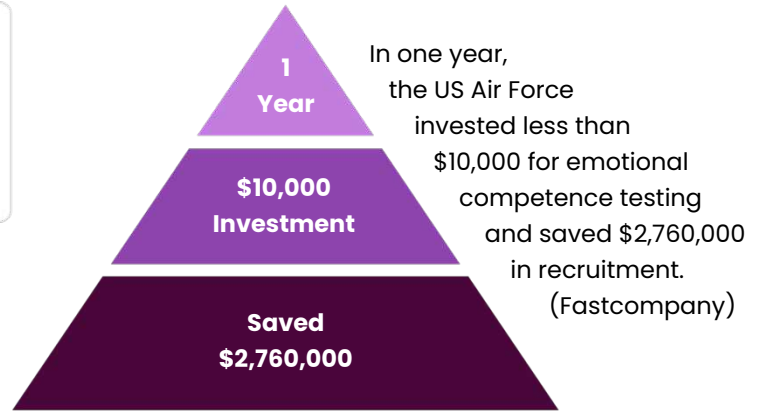 1
Year
$10,000
Investment
Saved
$2,760,000
In one year,
the US Air Force
invested less than
$10,000 for emotional
competence testing
and saved $2,760,000
in recruitment.
(Fastcompany)